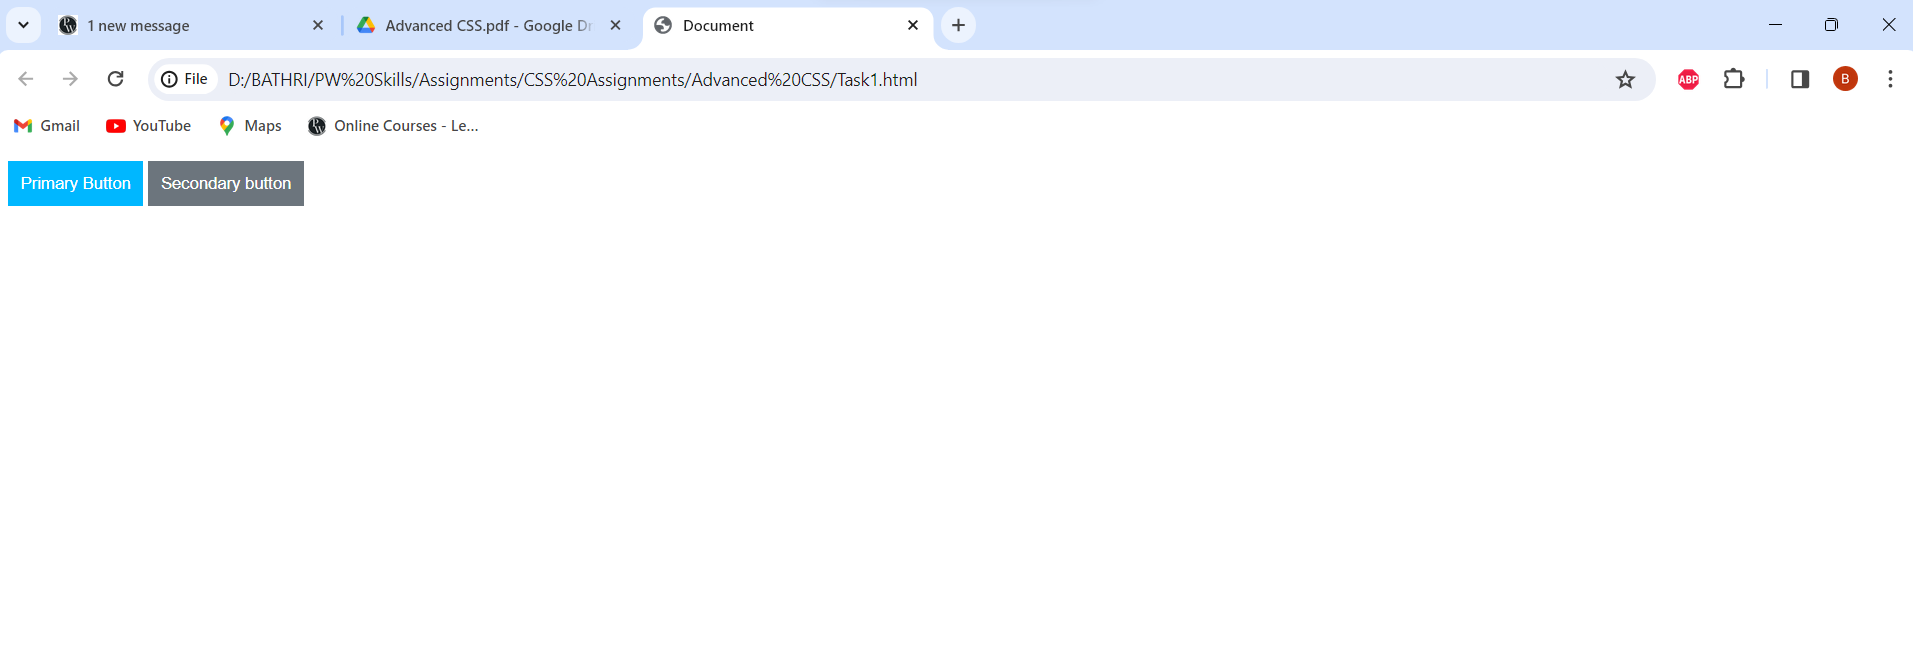 1 new message
Advanced CSS.pdf - Google Dr
Document
File
D:/BATHRI/PW%20Skills/Assignments/CSS%20Assignments/Advanced%20CSS/Task1.html
ABP
B
Gmail
YouTube
Maps
Online Courses - Le...
Primary Button
Secondary button